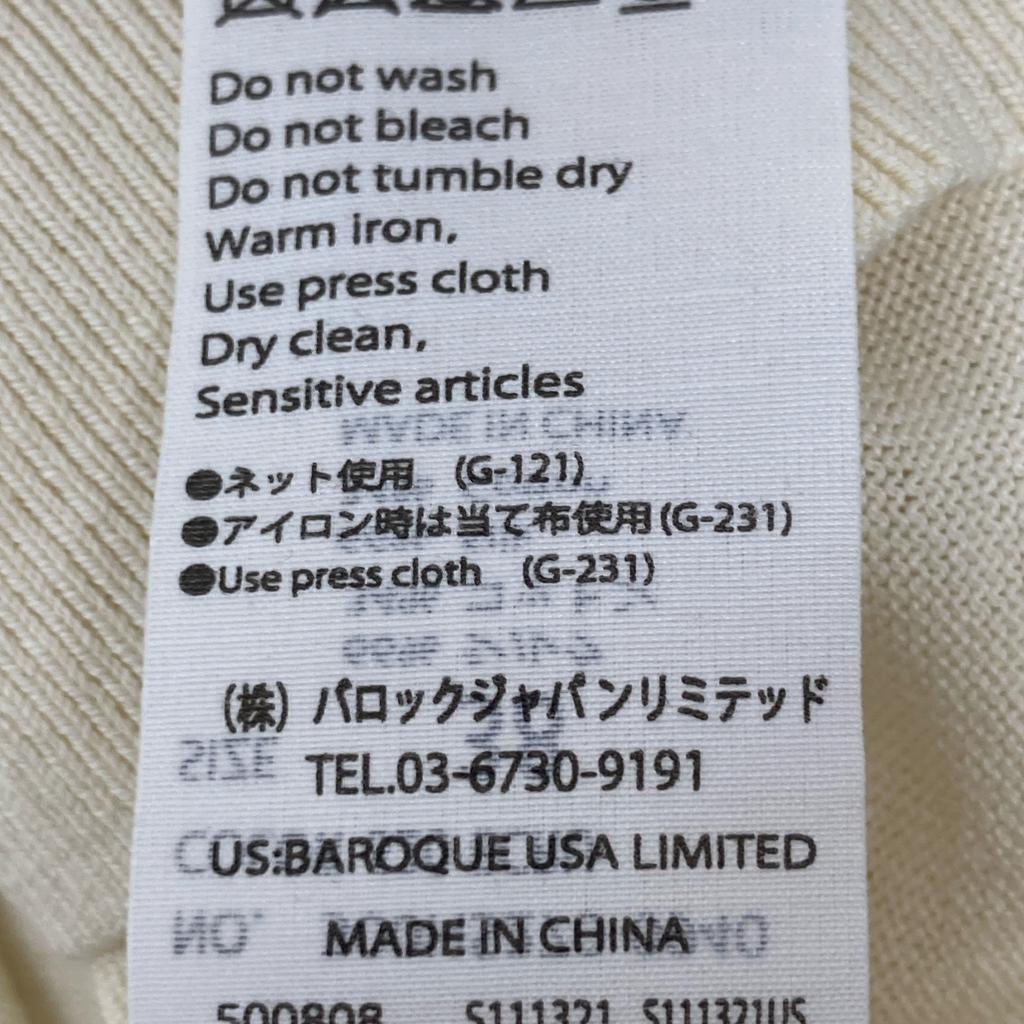 Do not wash
Do not bleach
Do not tumble dry
Warm iron,
Use press cloth
Dry clean,
Sensitive articles
●ネット使用 (G-121)
●アイロン時は当て布使用(G-231)
●Use press cloth (G-231)
(株) バロックジャパンリミテッド
TEL.03-6730-9191
US:BAROQUE USA LIMITED
MADE IN CHINA
500808 S111321 S111321US